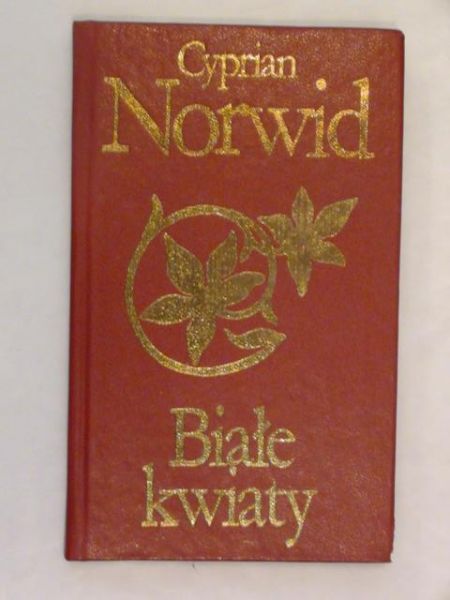 Cyprian
Norwid
Białe
kwiaty